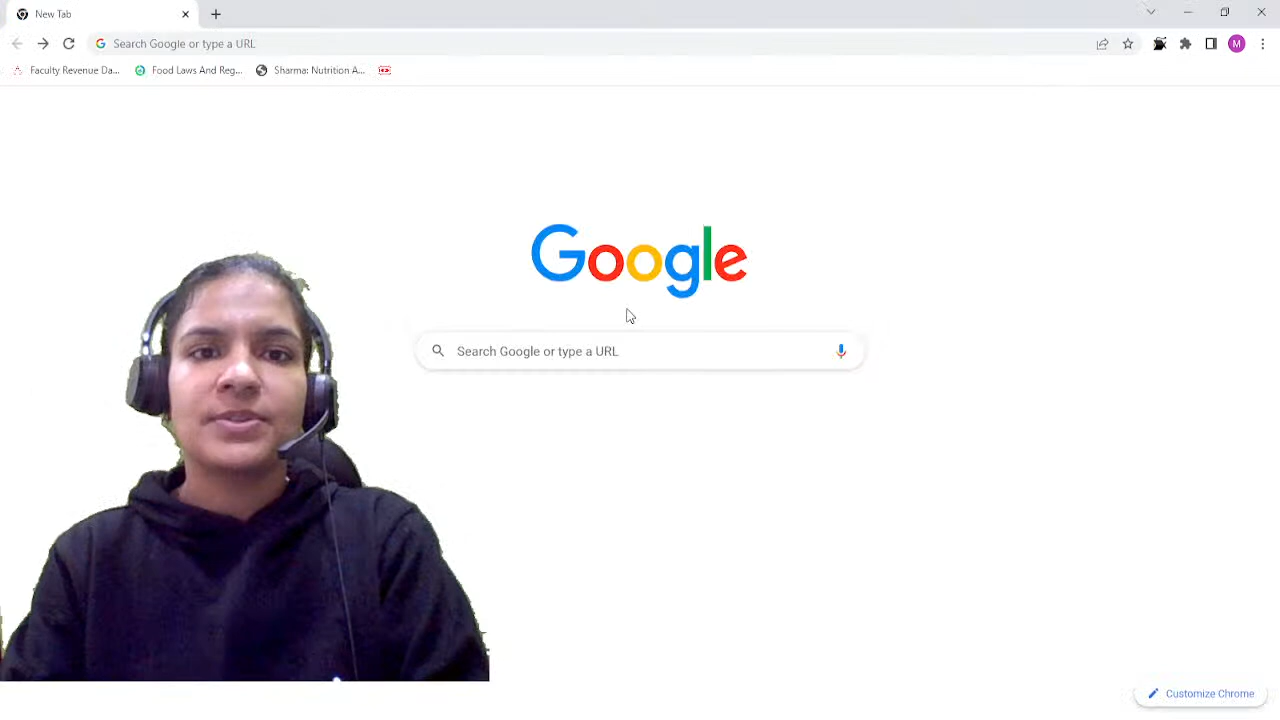 New Tab
Search Google or type a URL
M
Faculty Revenue Da...
Food Laws And Reg...
Sharma: Nutrition A...
Google
Search Google or type a URL
Customize Chrome